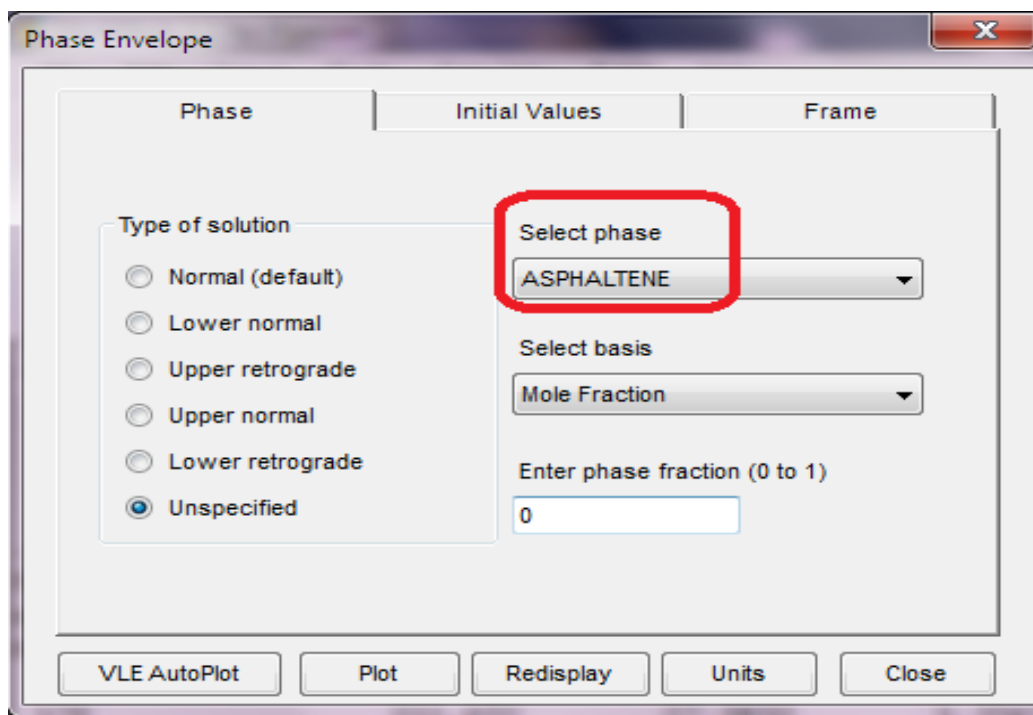 Phase Envelope
Phase
Initial Values
Frame
Type of solution
Normal (default)
Lower normal
Upper retrograde
Upper normal
Lower retrograde
Unspecified
Select phase
ASPHALTENE
Select basis
Mole Fraction
Enter phase fraction (0 to 1)
0
VLE AutoPlot
Plot
Redisplay
Units
Close